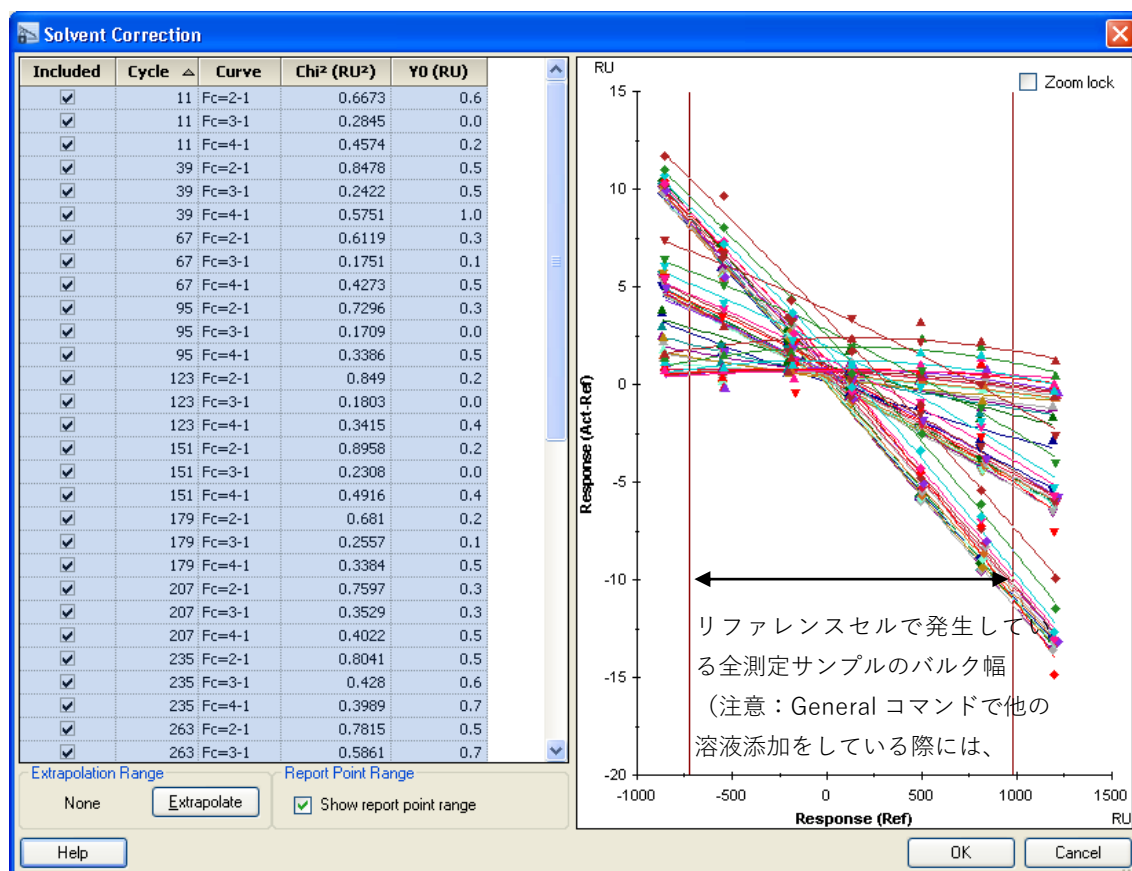 Solvent Correction
Included Cycle Curve Chi² (RU²) Y0 (RU)
11 Fc=2-1 0.6673 0.6
11 Fc=3-1 0.2845 0.0
11 Fc=4-1 0.4574 0.2
39 Fc=2-1 0.8478 0.5
39 Fc=3-1 0.2422 0.5
39 Fc=4-1 0.5751 1.0
67 Fc=2-1 0.6119 0.3
67 Fc=3-1 0.1751 0.1
67 Fc=4-1 0.4273 0.5
95 Fc=2-1 0.7296 0.3
95 Fc=3-1 0.1709 0.0
95 Fc=4-1 0.3386 0.5
123 Fc=2-1 0.849 0.2
123 Fc=3-1 0.1803 0.0
123 Fc=4-1 0.3415 0.4
151 Fc=2-1 0.8958 0.2
151 Fc=3-1 0.2308 0.0
151 Fc=4-1 0.4916 0.4
179 Fc=2-1 0.681 0.2
179 Fc=3-1 0.2557 0.1
179 Fc=4-1 0.3384 0.5
207 Fc=2-1 0.7597 0.3
207 Fc=3-1 0.3529 0.3
207 Fc=4-1 0.4022 0.5
235 Fc=2-1 0.8041 0.5
235 Fc=3-1 0.428 0.6
235 Fc=4-1 0.3989 0.7
263 Fc=2-1 0.7815 0.5
263 Fc=3-1 0.5861 0.7
Extrapolation Range
None Extrapolate
Report Point Range
Show report point range
RU
Zoom lock
15
10
5
0
-5
-10
-15
-20
Response (Act-Ref)
リファレンスセルで発生してい
る全測定サンプルのバルク幅
（注意：General コマンドで他の
溶液添加をしている際には、
-1000 -500 0 500 1000 1500
Response (Ref) RU
Help OK Cancel